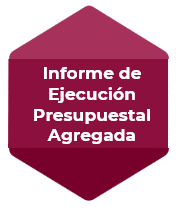 Informe de
Ejecución
Presupuestal
Agregada